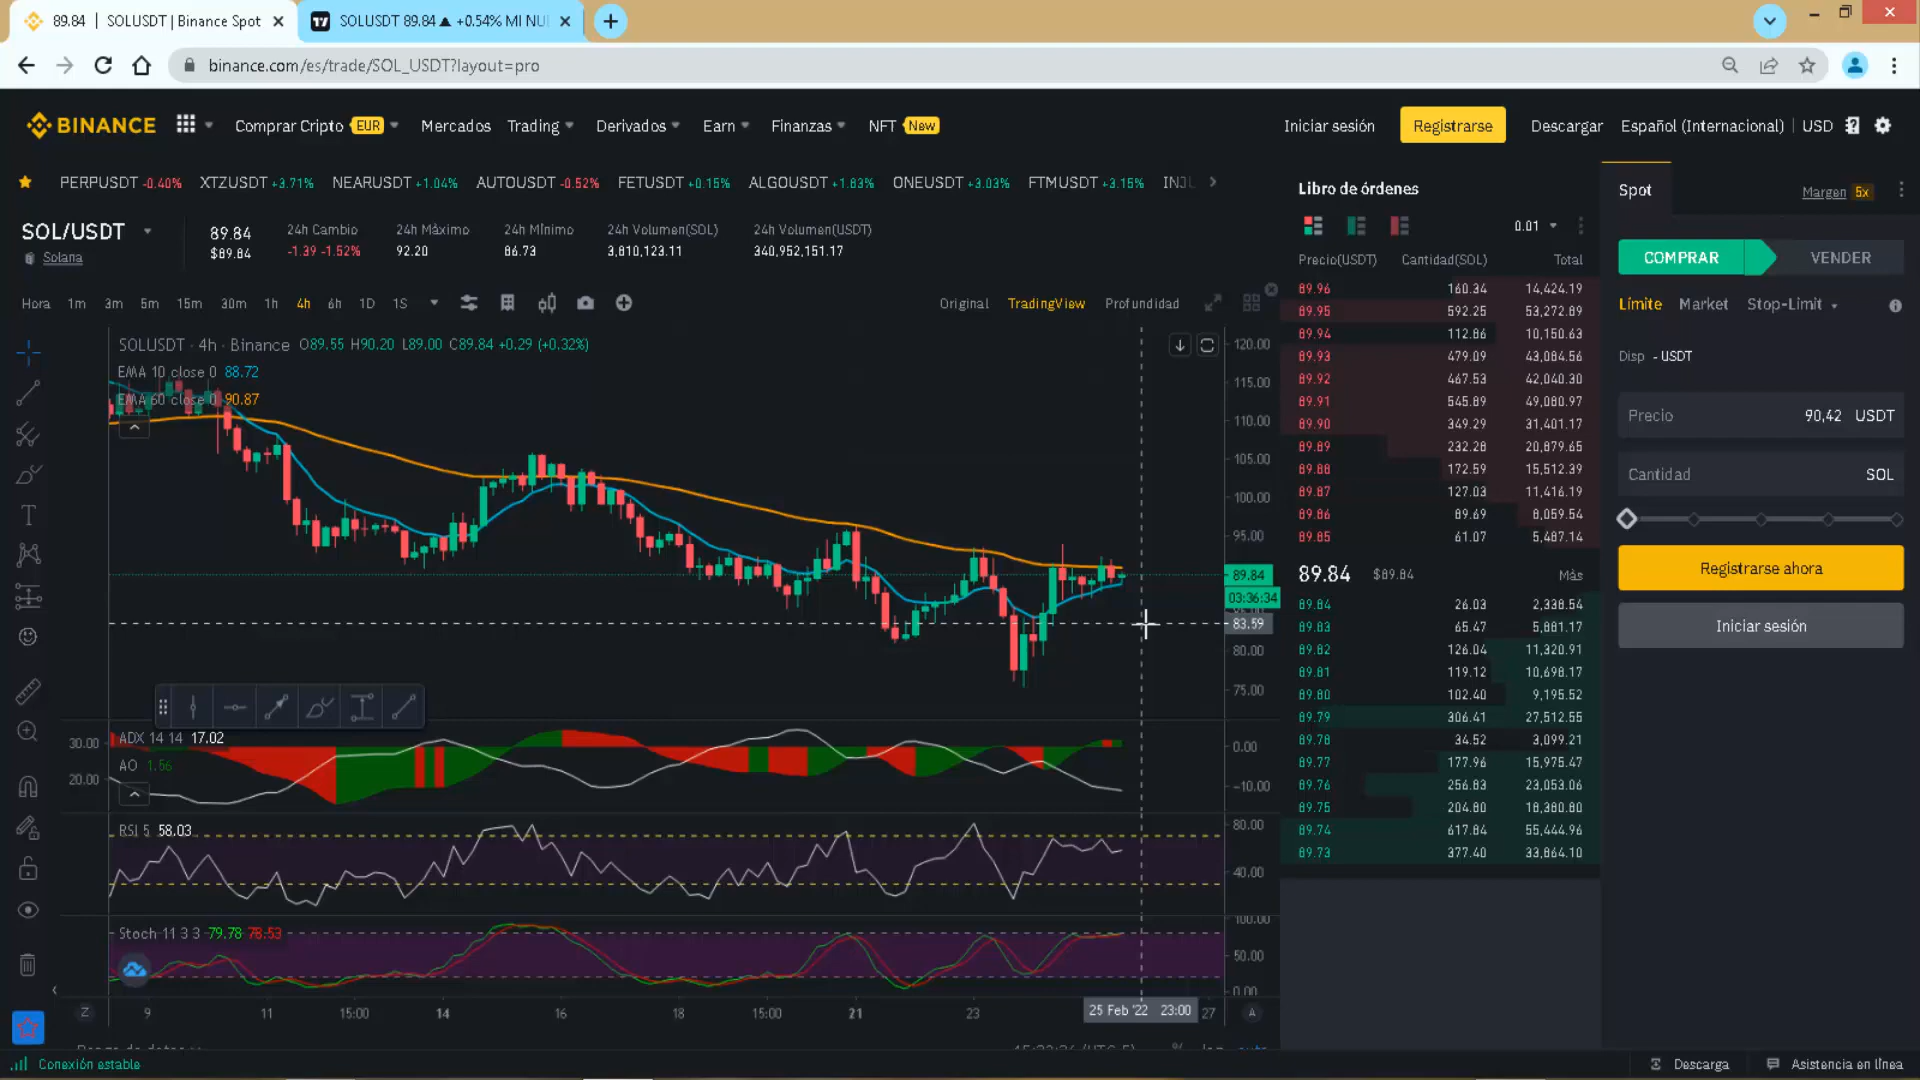 89.84 | SOLUSDT | Binance Spot
SOLUSDT 89.84 ▲ +0.54% MI NU
binance.com/es/trade/SOL_USDT?layout=pro
BINANCE
Comprar Cripto EUR
Mercados
Trading
Derivados
Earn
Finanzas
NFT New
Iniciar sesión
Registrarse
Descargar
Español (Internacional)
USD
PERPUSDT -0.40%
XTZUSDT +3.71%
NEARUSDT +1.04%
AUTOUSDT -0.52%
FETUSDT +0.15%
ALGOUSDT +1.83%
ONEUSDT +3.03%
FTMUSDT +3.15%
INJL
SOL/USDT
Solana
89.84
$89.84
24h Cambio
-1.39 -1.52%
24h Máximo
92.20
24h Mínimo
86.73
24h Volumen(SOL)
3,810,123.11
24h Volumen(USDT)
340,952,151.17
Hora 1m 3m 5m 15m 30m 1h 4h 6h 1D 1S
Original
TradingView
Profundidad
SOLUSDT · 4h · Binance O89.55 H90.20 L89.00 C89.84 +0.29 (+0.32%)
EMA 10 close 0 88.72
EMA 60 close 0 90.87
120.00
115.00
110.00
105.00
100.00
95.00
89.84
03:36:34
83.59
80.00
75.00
ADX 14 14 17.02
AO 1.56
30.00
20.00
0.00
-10.00
RSI 5 58.03
80.00
40.00
Stoch 11 3 3 79.78 78.53
100.00
50.00
0.00
Z 9 11 15:00 14 16 18 15:00 21 23 25 Feb '22 23:00 27 A
Libro de órdenes
0.01
Precio(USDT) Cantidad(SOL) Total
89.96 160.34 14,424.19
89.95 592.25 53,272.89
89.94 112.86 10,150.63
89.93 479.09 43,084.56
89.92 467.53 42,040.30
89.91 545.89 49,080.97
89.90 349.29 31,401.17
89.89 232.28 20,879.65
89.88 172.59 15,512.39
89.87 127.03 11,416.19
89.86 89.69 8,059.54
89.85 61.07 5,487.14
89.84 $89.84 Más
89.84 26.03 2,338.54
89.83 65.47 5,881.17
89.82 126.04 11,320.91
89.81 119.12 10,698.17
89.80 102.40 9,195.52
89.79 306.41 27,512.55
89.78 34.52 3,099.21
89.77 177.96 15,975.47
89.76 256.83 23,053.06
89.75 204.80 18,380.80
89.74 617.84 55,444.96
89.73 377.40 33,864.10
Spot
Margen 5x
COMPRAR
VENDER
Límite Market Stop-Limit
Disp - USDT
Precio 90,42 USDT
Cantidad SOL
Registrarse ahora
Iniciar sesión
Conexión estable
Descarga
Asistencia en línea